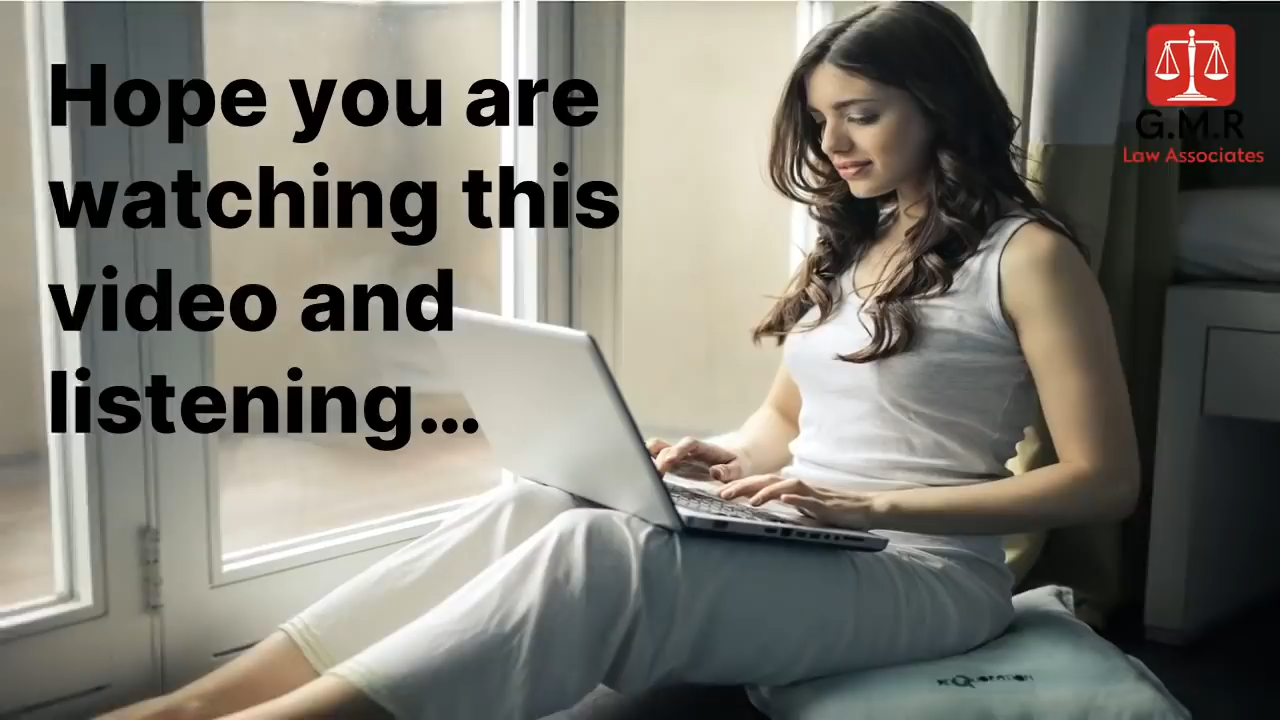 Hope you are
watching this
video and
listening...
G.M.R
Law Associates